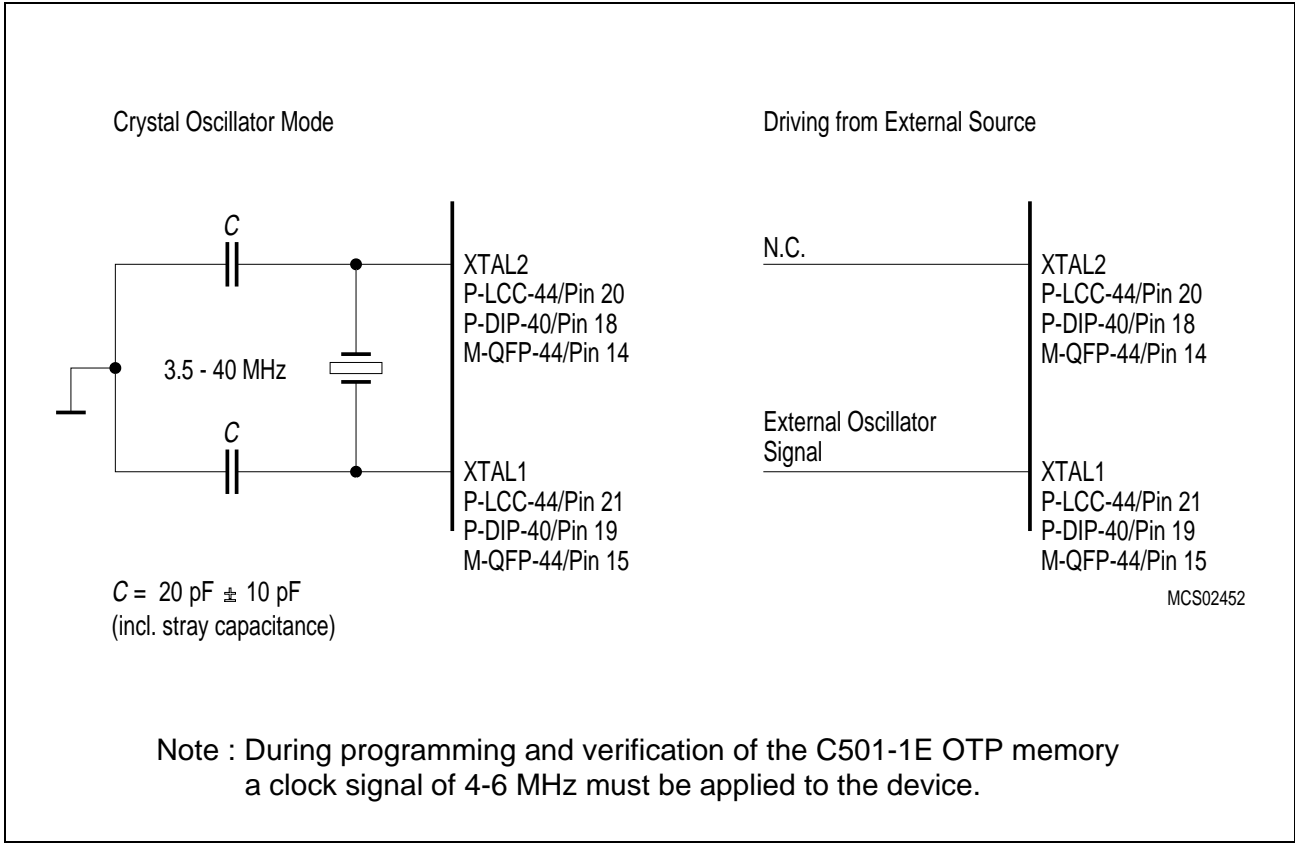 Crystal Oscillator Mode
C
XTAL2
P-LCC-44/Pin 20
P-DIP-40/Pin 18
M-QFP-44/Pin 14
3.5 - 40 MHz
C
XTAL1
P-LCC-44/Pin 21
P-DIP-40/Pin 19
M-QFP-44/Pin 15
C = 20 pF ± 10 pF
(incl. stray capacitance)
Driving from External Source
N.C.
XTAL2
P-LCC-44/Pin 20
P-DIP-40/Pin 18
M-QFP-44/Pin 14
External Oscillator
Signal
XTAL1
P-LCC-44/Pin 21
P-DIP-40/Pin 19
M-QFP-44/Pin 15
MCS02452
Note : During programming and verification of the C501-1E OTP memory
a clock signal of 4-6 MHz must be applied to the device.